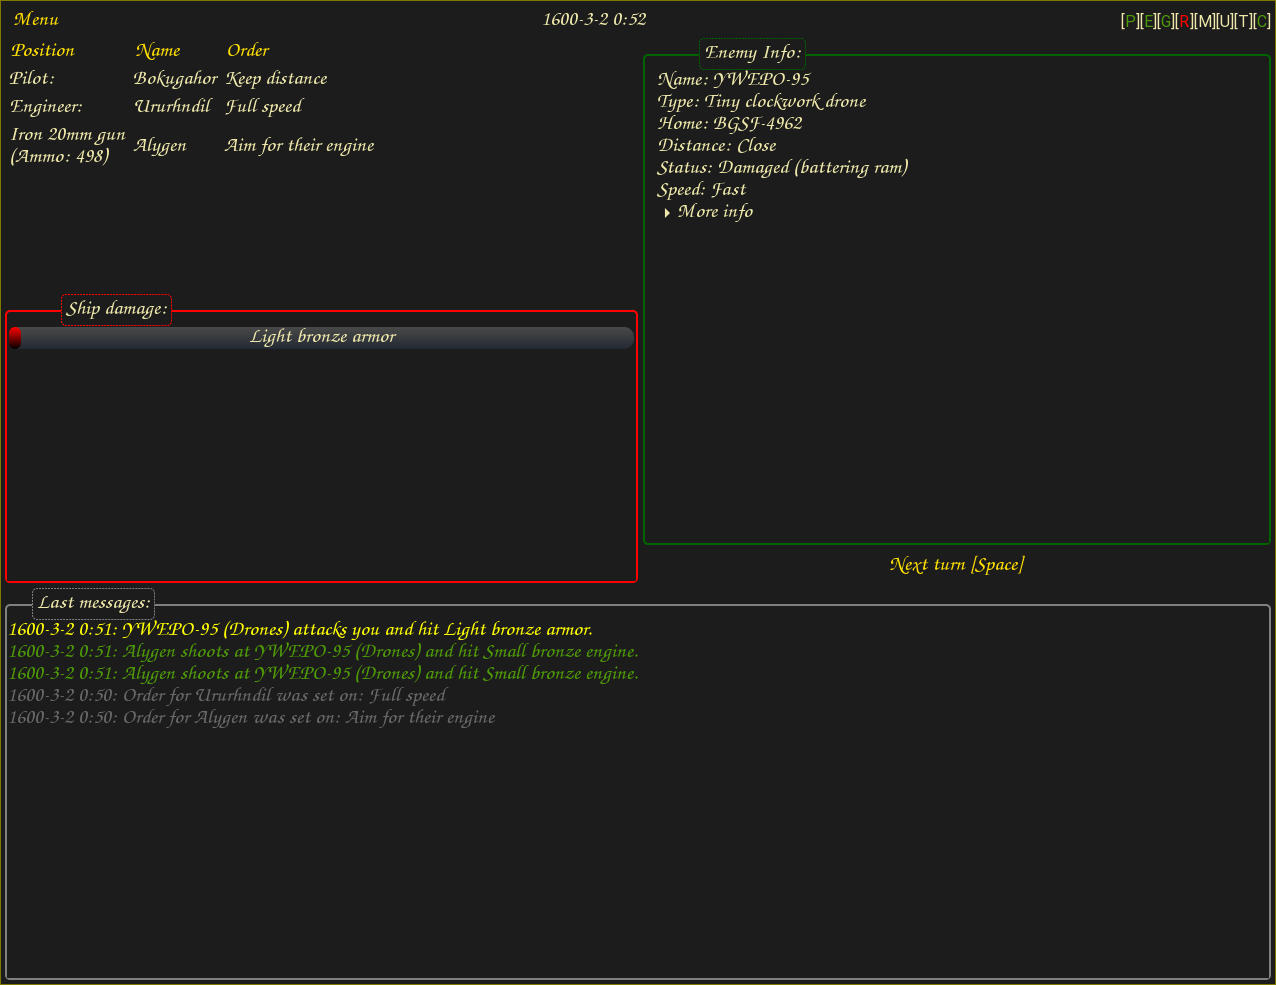 Menu 1600-3-2 0:52 [P][E][G][R][M][U][T][C]
Position Name Order
Pilot: Bokugahor Keep distance
Engineer: Ururhndil Full speed
Iron 20mm gun
(Ammo: 498) Alygen Aim for their engine
Enemy Info:
Name: YWEPO-95
Type: Tiny clockwork drone
Home: BGSF-4962
Distance: Close
Status: Damaged (battering ram)
Speed: Fast
More info
Ship damage:
Light bronze armor
Next turn [Space]
Last messages:
1600-3-2 0:51: YWEPO-95 (Drones) attacks you and hit Light bronze armor.
1600-3-2 0:51: Alygen shoots at YWEPO-95 (Drones) and hit Small bronze engine.
1600-3-2 0:51: Alygen shoots at YWEPO-95 (Drones) and hit Small bronze engine.
1600-3-2 0:50: Order for Ururhndil was set on: Full speed
1600-3-2 0:50: Order for Alygen was set on: Aim for their engine